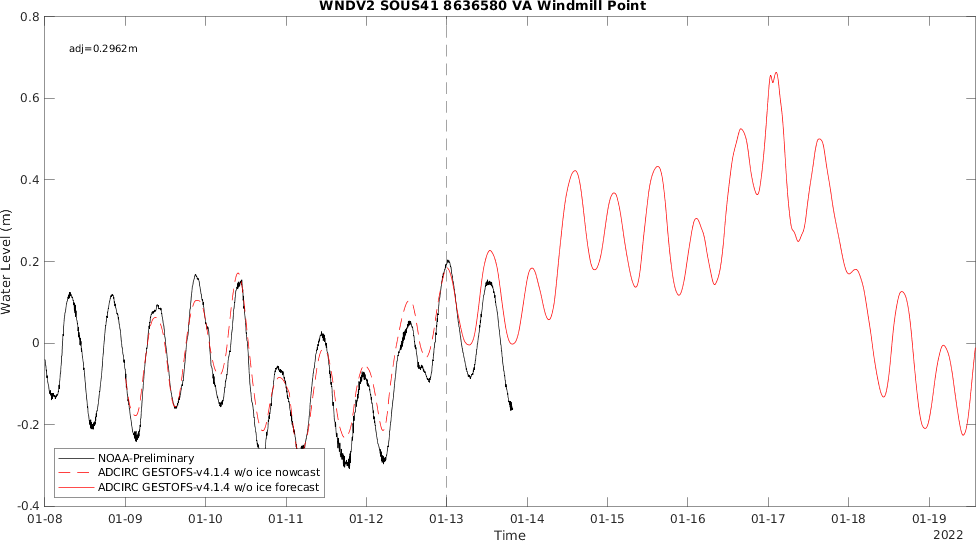 WNDV2 SOUS41 8636580 VA Windmill Point
0.8
adj=0.2962m
0.6
0.4
0.2
0
-0.2
-0.4
Water Level (m)
NOAA-Preliminary
ADCIRC GESTOFS-v4.1.4 w/o ice nowcast
ADCIRC GESTOFS-v4.1.4 w/o ice forecast
01-08 01-09 01-10 01-11 01-12 01-13 01-14 01-15 01-16 01-17 01-18 01-19
Time
2022